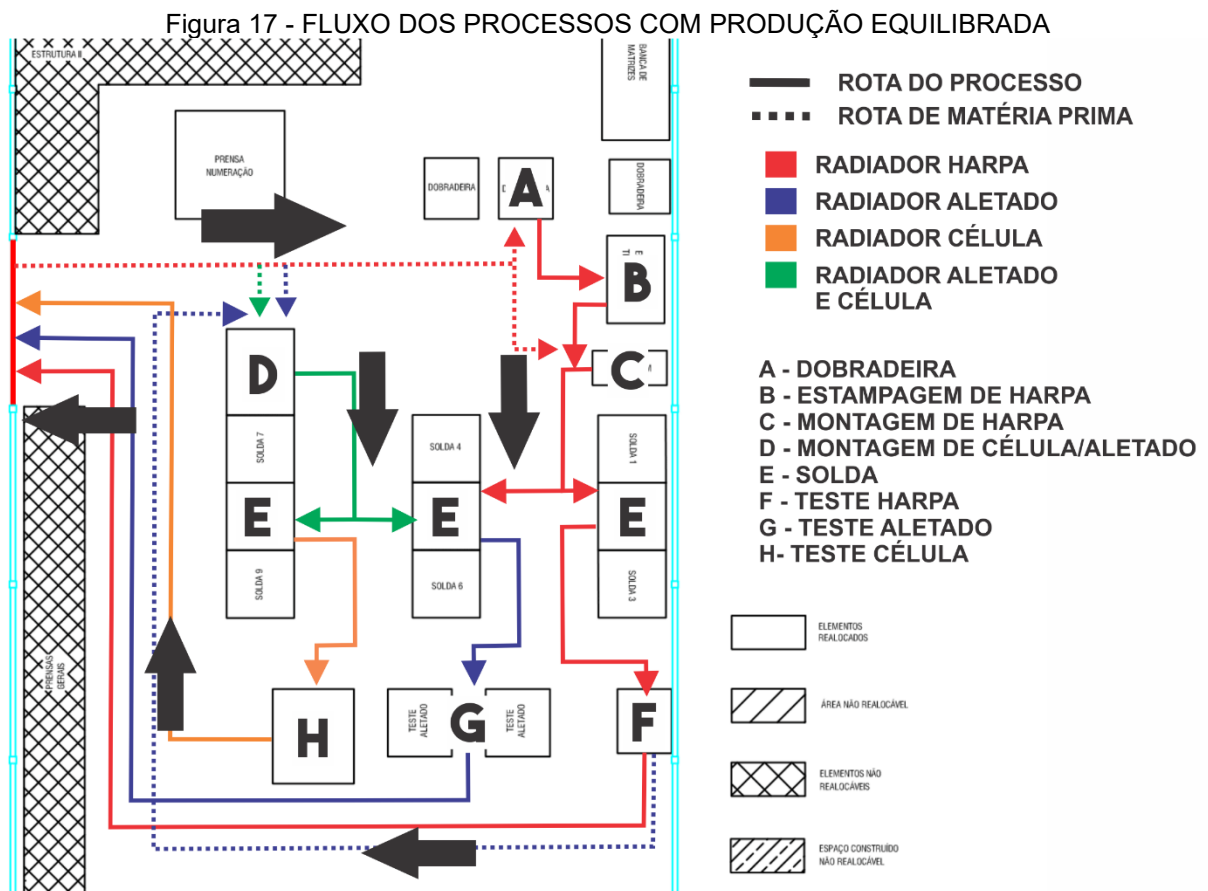 Figura 17 - FLUXO DOS PROCESSOS COM PRODUÇÃO EQUILIBRADA
ESTRUTURA II
BANCA DE
MATRIZES
PRENSA
NUMERAÇÃO
DOBRADEIRA
A
DOBRADEIRA
B
C
D
SOLDA 7
E
SOLDA 9
SOLDA 4
E
SOLDA 6
SOLDA 1
E
SOLDA 3
PRENSAS
GERAIS
H
TESTE
ALETADO
G
TESTE
ALETADO
F
ROTA DO PROCESSO
ROTA DE MATÉRIA PRIMA
RADIADOR HARPA
RADIADOR ALETADO
RADIADOR CÉLULA
RADIADOR ALETADO
E CÉLULA
A - DOBRADEIRA
B - ESTAMPAGEM DE HARPA
C - MONTAGEM DE HARPA
D - MONTAGEM DE CÉLULA/ALETADO
E - SOLDA
F - TESTE HARPA
G - TESTE ALETADO
H- TESTE CÉLULA
ELEMENTOS
REALOCADOS
ÁREA NÃO REALOCÁVEL
ELEMENTOS NÃO
REALOCÁVEIS
ESPAÇO CONSTRUÍDO
NÃO REALOCÁVEL